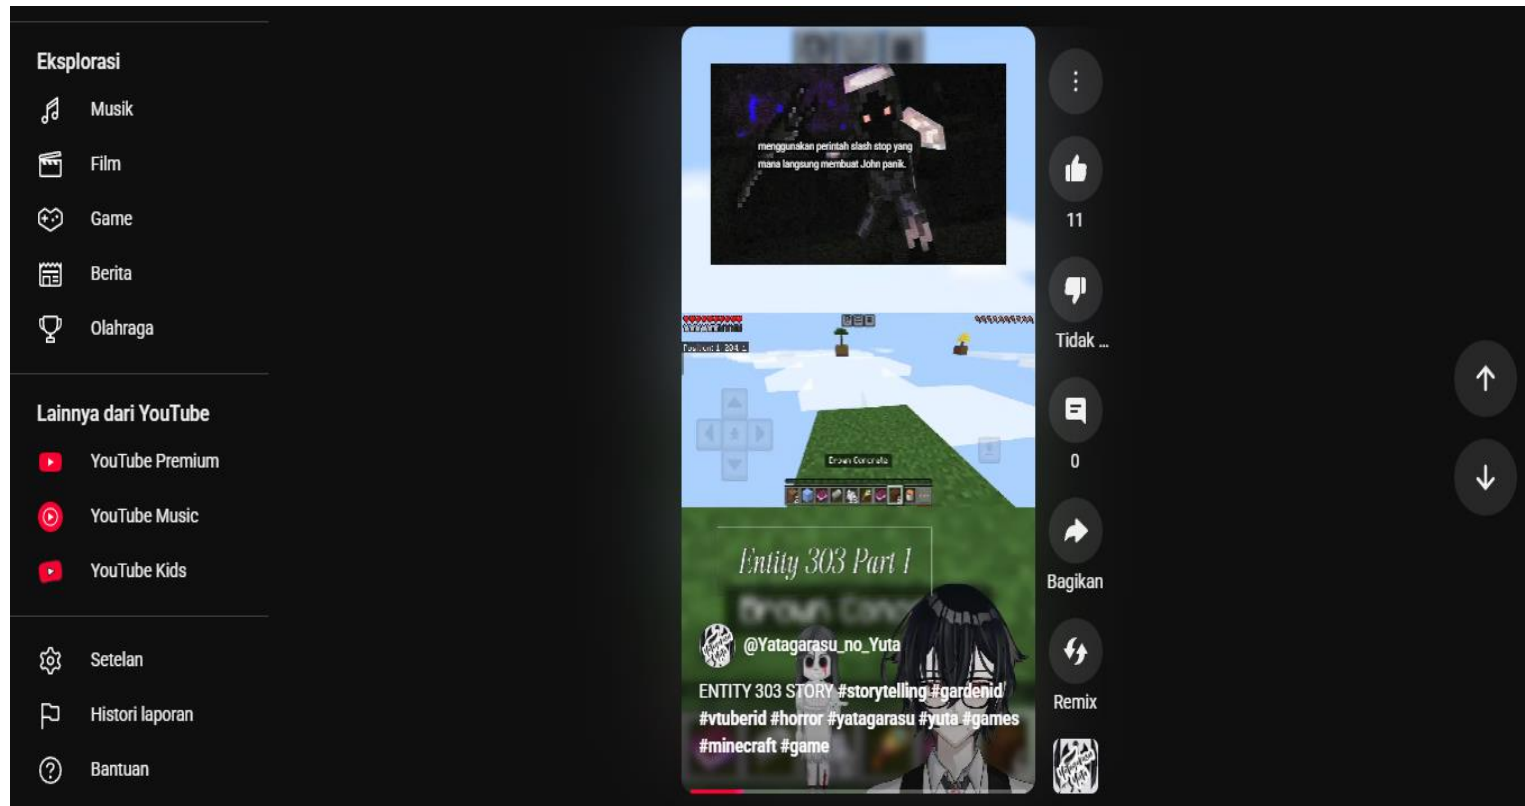 Eksplorasi
Musik
Film
Game
Berita
Olahraga
Lainnya dari YouTube
YouTube Premium
YouTube Music
YouTube Kids
Setelan
Histori laporan
Bantuan
menggunakan perintah slash stop yang
mana langsung membuat John panik.
Brown Concrete
Entity 303 Part 1
@Yatagarasu_no_Yuta
ENTITY 303 STORY #storytelling #gardenid
#vtuberid #horror #yatagarasu #yuta #games
#minecraft #game
11
Tidak ...
0
Bagikan
Remix